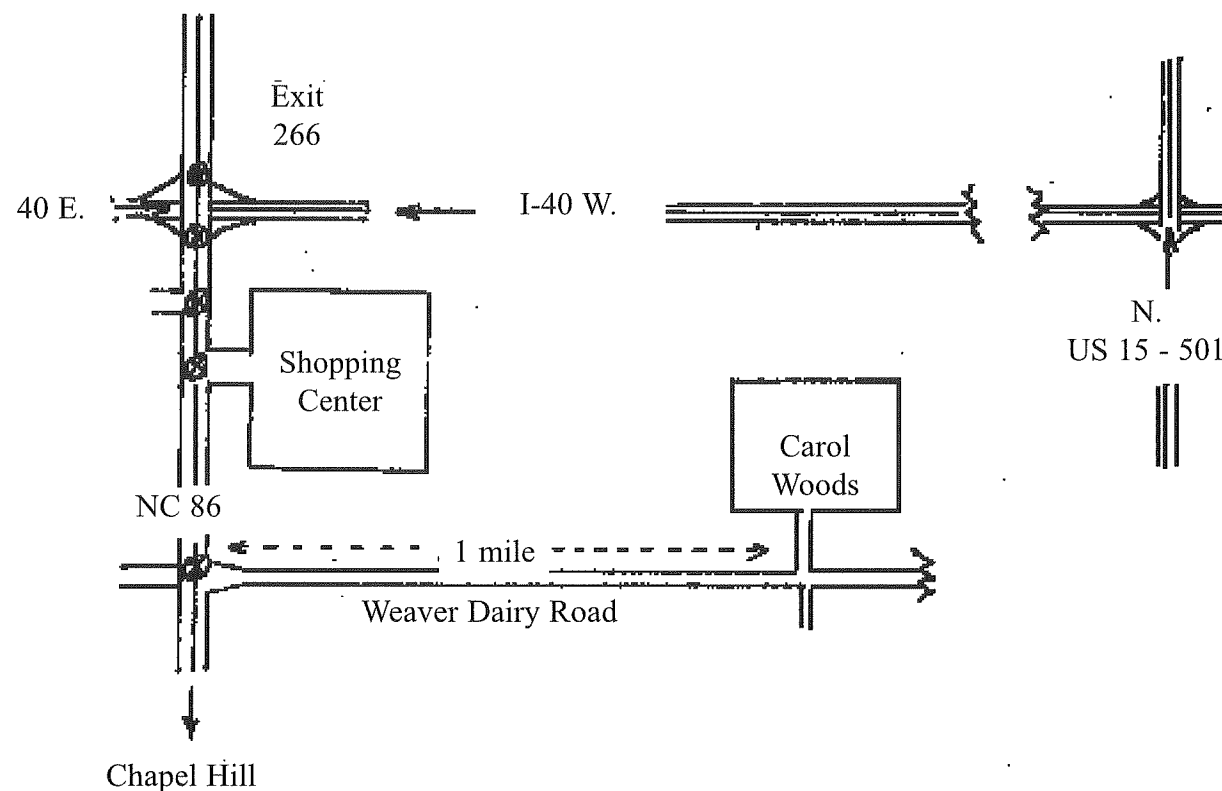 Exit
266
40 E.
I-40 W.
N.
US 15 - 501
Shopping
Center
Carol
Woods
NC 86
1 mile
Weaver Dairy Road
Chapel Hill